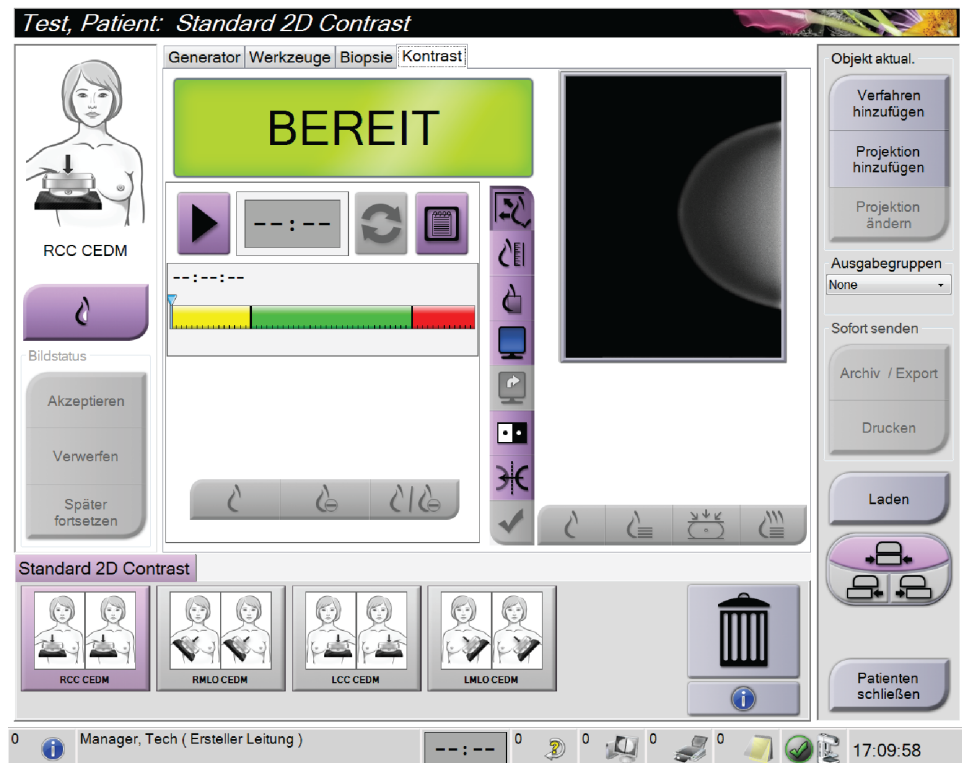 Test, Patient: Standard 2D Contrast
Generator Werkzeuge Biopsie Kontrast
BEREIT
RCC CEDM
--:--
--:--:--
Bildstatus
Akzeptieren
Verwerfen
Später
fortsetzen
Objekt aktual.
Verfahren
hinzufügen
Projektion
hinzufügen
Projektion
ändern
Ausgabegruppen
None
Sofort senden
Archiv / Export
Drucken
Laden
Patienten
schließen
Standard 2D Contrast
RCC CEDM
RMLO CEDM
LCC CEDM
LMLO CEDM
0 Manager, Tech ( Ersteller Leitung ) --:-- 0 0 0 0 17:09:58